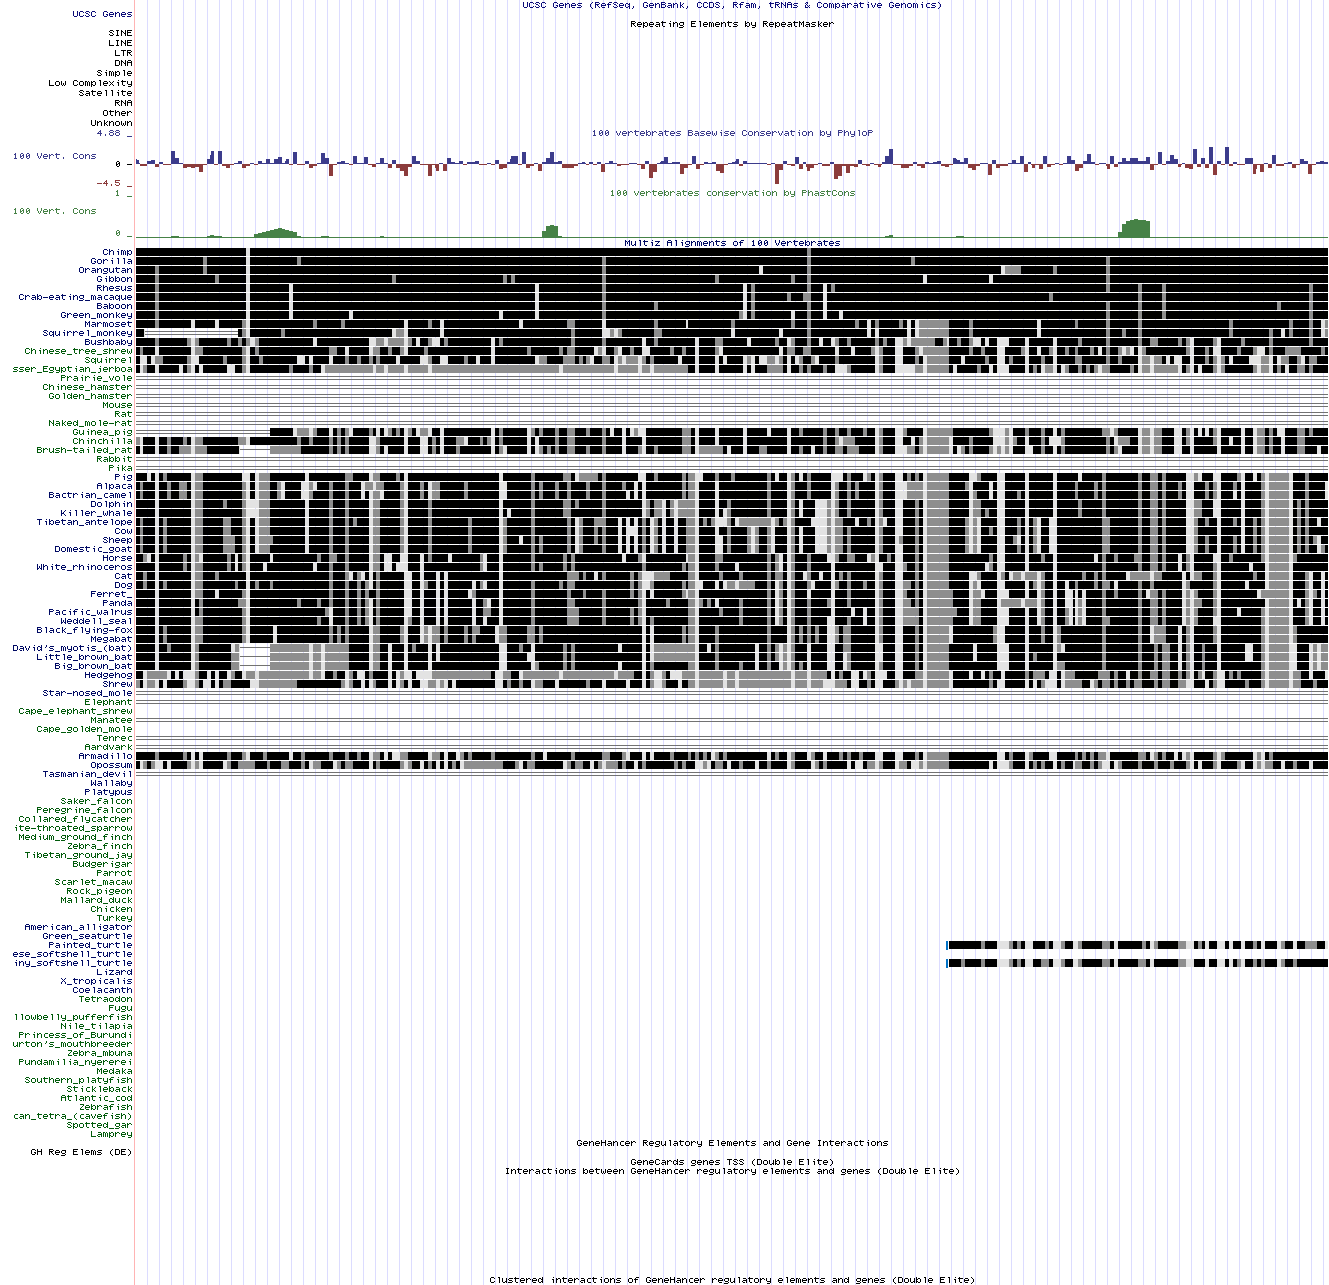 UCSC Genes (RefSeq, GenBank, CCDS, Rfam, tRNAs & Comparative Genomics)
UCSC Genes
Repeating Elements by RepeatMasker
SINE
LINE
LTR
DNA
Simple
Low Complexity
Satellite
RNA
Other
Unknown
4.88 _
100 vertebrates Basewise Conservation by PhyloP
100 Vert. Cons
0 _
-4.5 _
100 vertebrates conservation by PhastCons
1 _
100 Vert. Cons
0 _
Multiz Alignments of 100 Vertebrates
Chimp
Gorilla
Orangutan
Gibbon
Rhesus
Crab-eating_macaque
Baboon
Green_monkey
Marmoset
Squirrel_monkey
Bushbaby
Chinese_tree_shrew
Squirrel
sser_Egyptian_jerboa
Prairie_vole
Chinese_hamster
Golden_hamster
Mouse
Rat
Naked_mole-rat
Guinea_pig
Chinchilla
Brush-tailed_rat
Rabbit
Pika
Pig
Alpaca
Bactrian_camel
Dolphin
Killer_whale
Tibetan_antelope
Cow
Sheep
Domestic_goat
Horse
White_rhinoceros
Cat
Dog
Ferret_
Panda
Pacific_walrus
Weddell_seal
Black_flying-fox
Megabat
David's_myotis_(bat)
Little_brown_bat
Big_brown_bat
Hedgehog
Shrew
Star-nosed_mole
Elephant
Cape_elephant_shrew
Manatee
Cape_golden_mole
Tenrec
Aardvark
Armadillo
Opossum
Tasmanian_devil
Wallaby
Platypus
Saker_falcon
Peregrine_falcon
Collared_flycatcher
ite-throated_sparrow
Medium_ground_finch
Zebra_finch
Tibetan_ground_jay
Budgerigar
Parrot
Scarlet_macaw
Rock_pigeon
Mallard_duck
Chicken
Turkey
American_alligator
Green_seaturtle
Painted_turtle
ese_softshell_turtle
iny_softshell_turtle
Lizard
X_tropicalis
Coelacanth
Tetraodon
Fugu
llowbelly_pufferfish
Nile_tilapia
Princess_of_Burundi
urton's_mouthbreeder
Zebra_mbuna
Pundamilia_nyererei
Medaka
Southern_platyfish
Stickleback
Atlantic_cod
Zebrafish
can_tetra_(cavefish)
Spotted_gar
Lamprey
GeneHancer Regulatory Elements and Gene Interactions
GH Reg Elems (DE)
GeneCards genes TSS (Double Elite)
Interactions between GeneHancer regulatory elements and genes (Double Elite)
Clustered interactions of GeneHancer regulatory elements and genes (Double Elite)